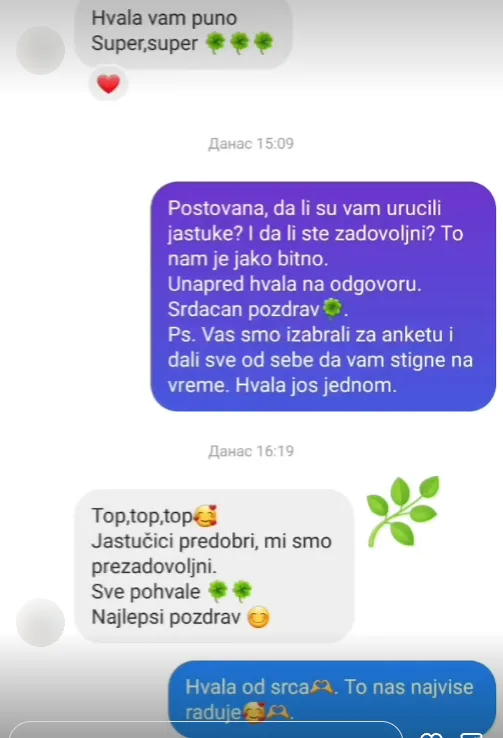 Hvala vam puno
Super,super 🍀🍀🍀
❤️
Данас 15:09
Postovana, da li su vam urucili
jastuke? I da li ste zadovoljni? To
nam je jako bitno.
Unapred hvala na odgovoru.
Srdacan pozdrav🍀.
Ps. Vas smo izabrali za anketu i
dali sve od sebe da vam stigne na
vreme. Hvala jos jednom.
Данас 16:19
Top,top,top🥰
Jastučici predobri, mi smo
prezadovoljni.
Sve pohvale 🍀🍀
Najlepsi pozdrav 😊
Hvala od srca🫶. To nas najvise
raduje🥰🫶.